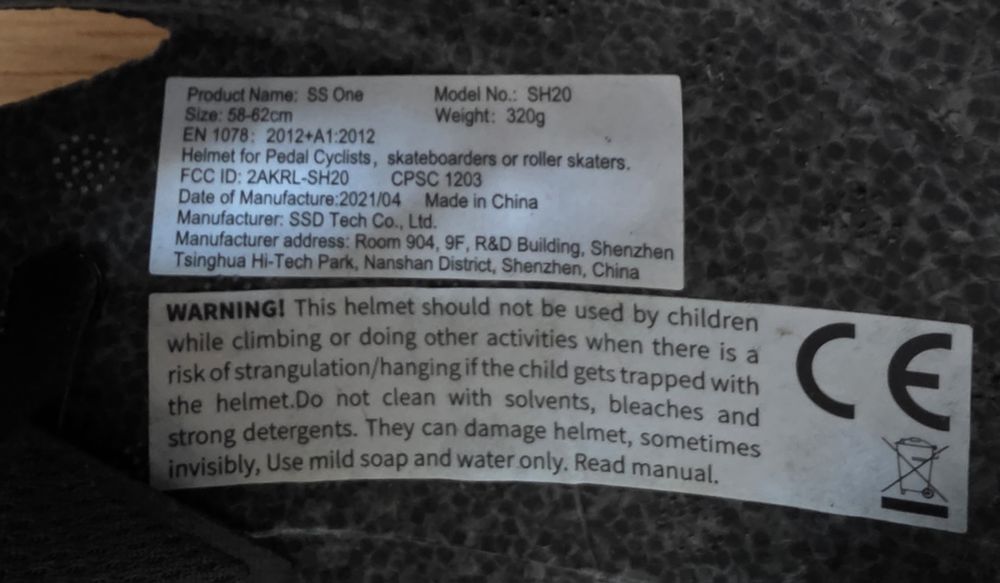 Product Name: SS One Model No.: SH20
Size: 58-62cm Weight: 320g
EN 1078: 2012+A1:2012
Helmet for Pedal Cyclists, skateboarders or roller skaters.
FCC ID: 2AKRL-SH20 CPSC 1203
Date of Manufacture:2021/04 Made in China
Manufacturer: SSD Tech Co., Ltd.
Manufacturer address: Room 904, 9F, R&D Building, Shenzhen
Tsinghua Hi-Tech Park, Nanshan District, Shenzhen, China
WARNING! This helmet should not be used by children
while climbing or doing other activities when there is a
risk of strangulation/hanging if the child gets trapped with
the helmet.Do not clean with solvents, bleaches and
strong detergents. They can damage helmet, sometimes
invisibly, Use mild soap and water only. Read manual.
CE